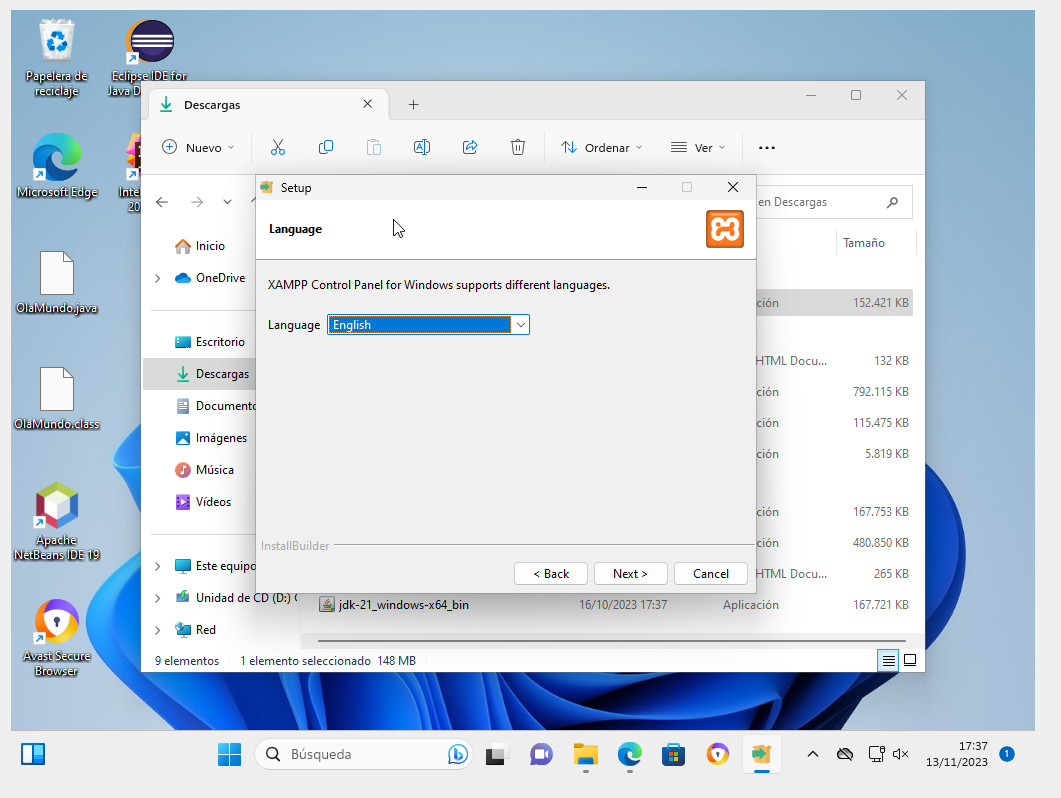 Papelera de
reciclaje
Eclipse IDE for
Java D
Microsoft Edge
Inte
20
OlaMundo.java
OlaMundo.class
Apache
NetBeans IDE 19
Avast Secure
Browser
Descargas
Nuevo
Ordenar
Ver
en Descargas
Inicio
OneDrive
Escritorio
Descargas
Documento
Imágenes
Música
Vídeos
Este equipo
Unidad de CD (D:) (
Red
Tamaño
ción 152.421 KB
HTML Docu... 132 KB
ción 792.115 KB
ción 115.475 KB
ción 5.819 KB
ción 167.753 KB
ción 480.850 KB
HTML Docu... 265 KB
jdk-21_windows-x64_bin 16/10/2023 17:37 Aplicación 167.721 KB
9 elementos 1 elemento seleccionado 148 MB
Setup
Language
XAMPP Control Panel for Windows supports different languages.
Language English
InstallBuilder
< Back Next > Cancel
Búsqueda
17:37
13/11/2023
1